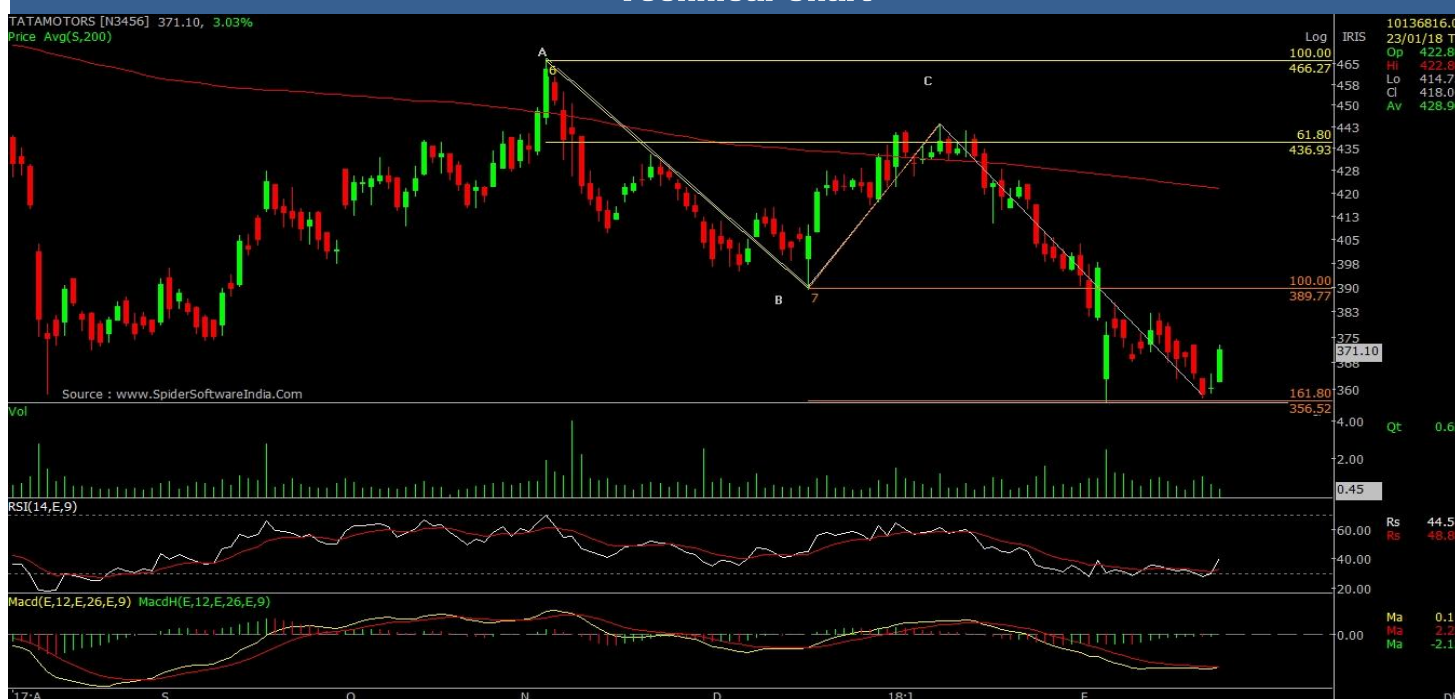 TATAMOTORS [N3456] 371.10, 3.03%
Price Avg(S,200)
Log IRIS
10136816.0
23/01/18 T
Op 422.8
Hi 422.8
Lo 414.7
Cl 418.0
Av 428.9
A
6
C
B
7
100.00
466.27
61.80
436.93
100.00
389.77
161.80
356.52
465
458
450
443
435
428
420
413
405
398
390
383
375
371.10
368
360
Source : www.SpiderSoftwareIndia.Com
Vol
4.00
2.00
0.45
Qt 0.6
RSI(14,E,9)
60.00
40.00
20.00
Rs 44.5
Rs 48.8
Macd(E,12,E,26,E,9) MacdH(E,12,E,26,E,9)
0.00
Ma 0.1
Ma 2.2
Ma -2.1
'17:A S O N D '18:J F